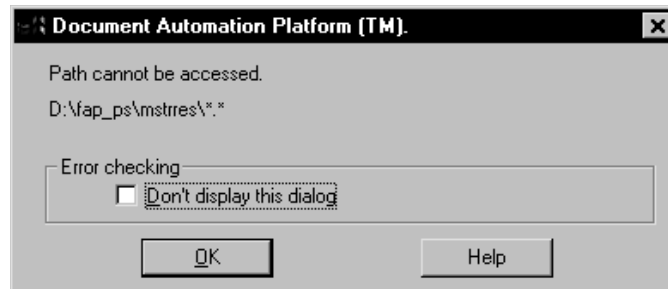 Document Automation Platform (TM).
Path cannot be accessed.
D:\fap_ps\mstrres\*.*
Error checking
Don't display this dialog
OK
Help